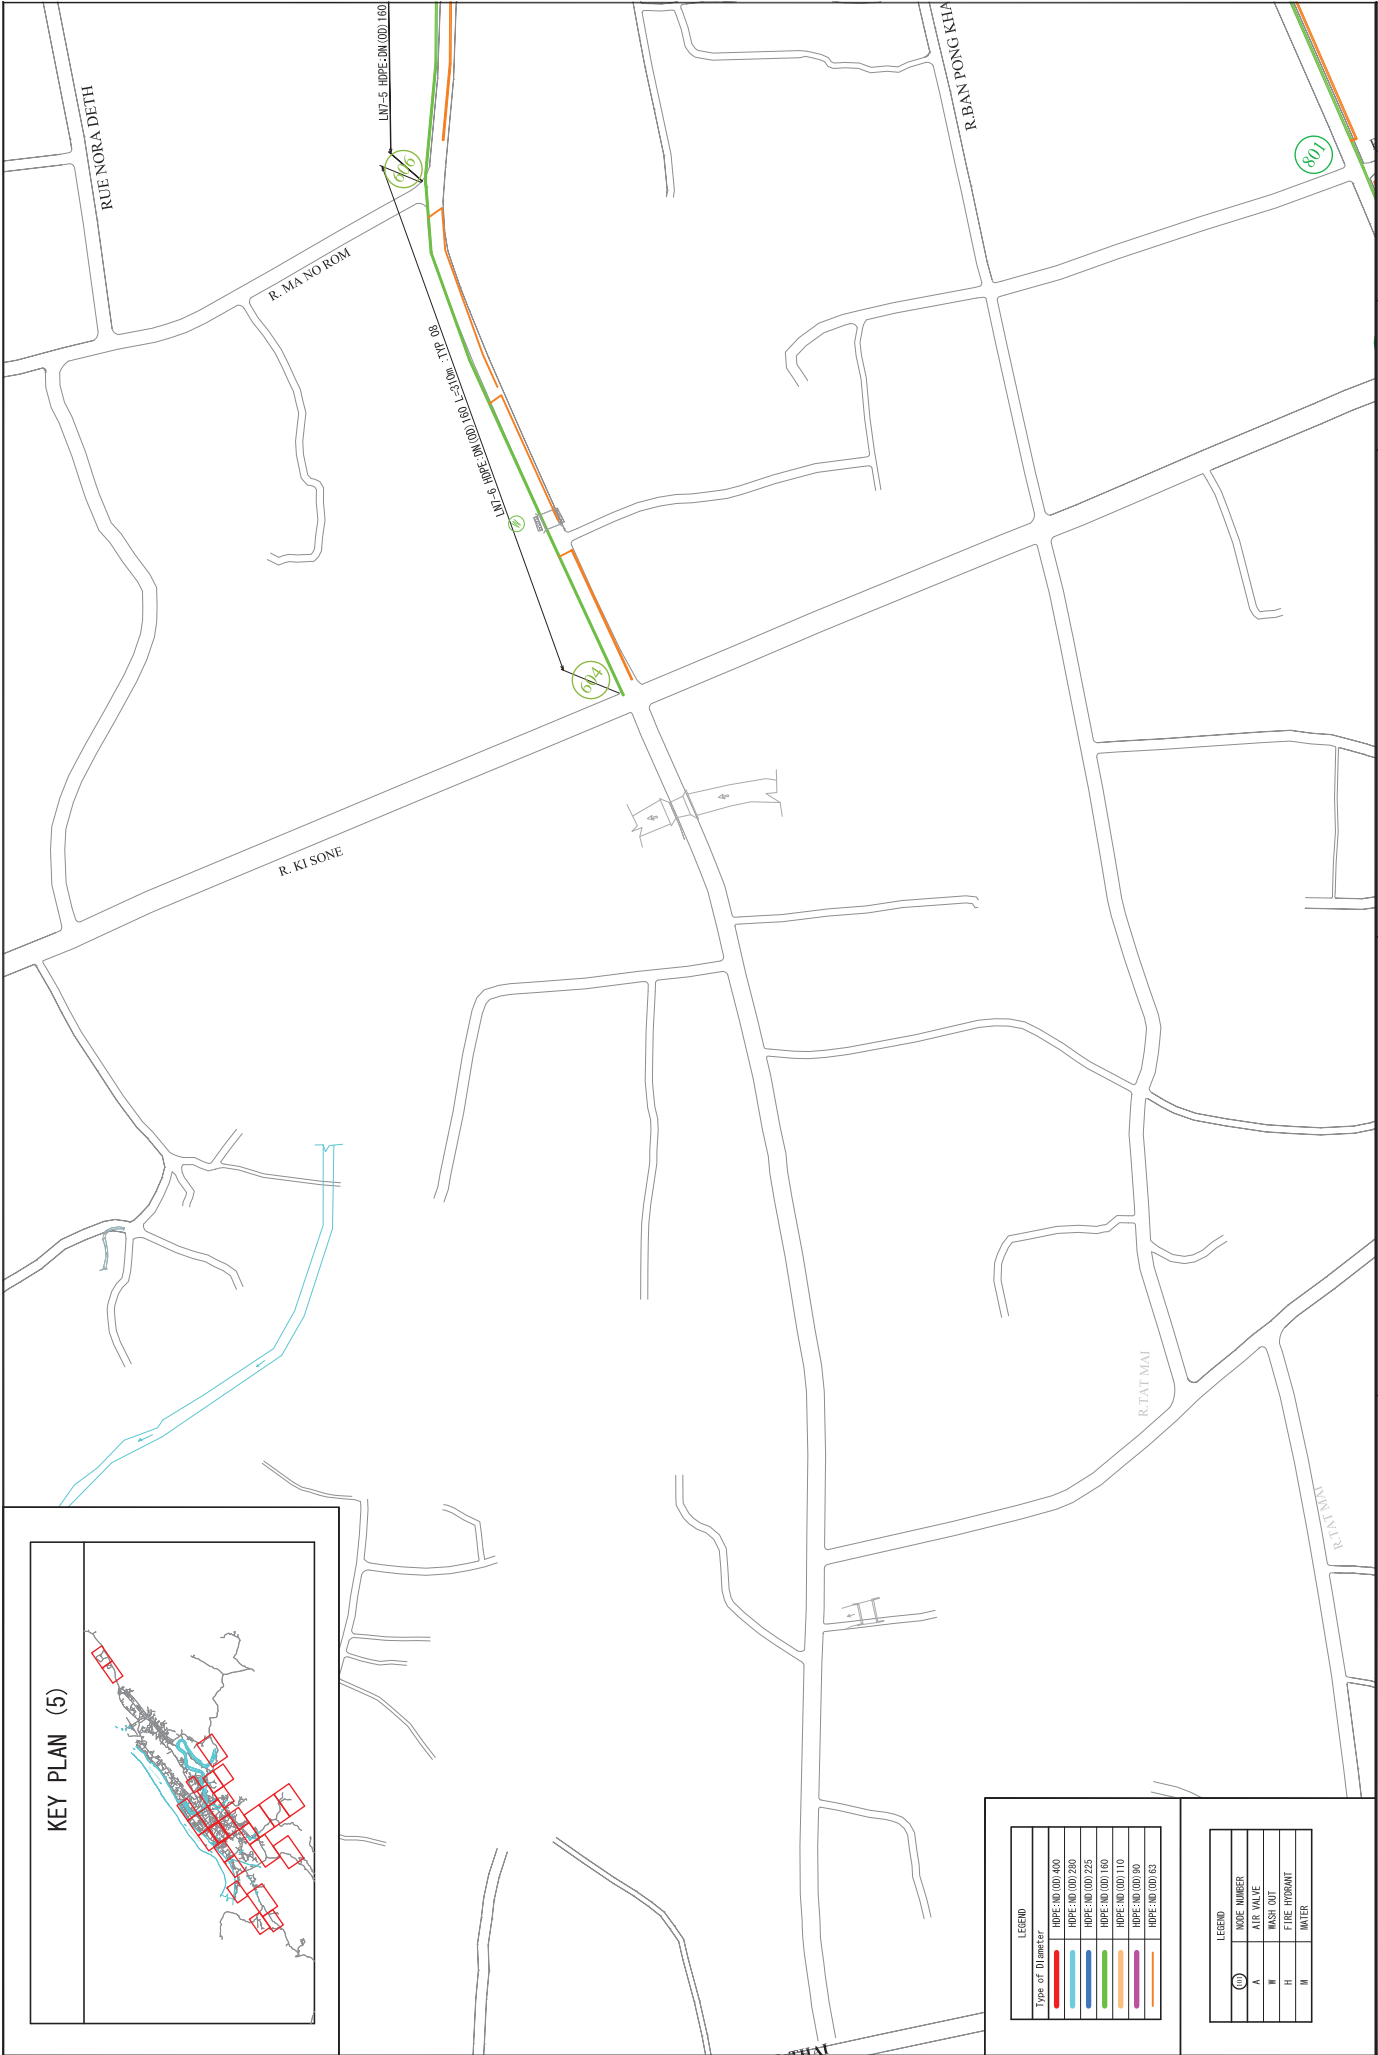 LN7-5 HDPE:DN(OD)160
RUE NORA DETH
R.BAN PONG KHA
606
801
R. MA NO ROM
LN7-6 HDPE:DN(OD)160 L=310m :TYP 08
W
604
R. KI SONE
R.TAT MAI
R.TAT MAI
THAI
KEY PLAN (5)
LEGEND
Type of Diameter
HDPE:ND(OD)400
HDPE:ND(OD)280
HDPE:ND(OD)225
HDPE:ND(OD)160
HDPE:ND(OD)110
HDPE:ND(OD)90
HDPE:ND(OD)63
LEGEND
101 NODE NUMBER
A AIR VALVE
W WASH OUT
H FIRE HYDRANT
M MATER